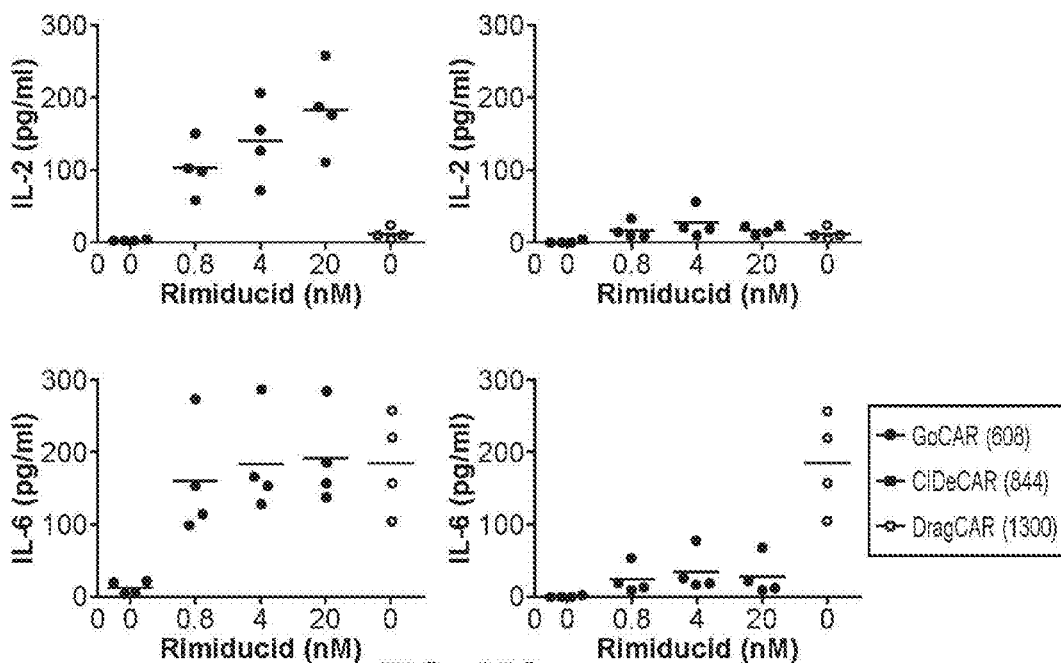 IL-2 (pg/ml)
300
200
100
0
0 0 0.8 4 20 0
Rimiducid (nM)
IL-2 (pg/ml)
300
200
100
0
0 0 0.8 4 20 0
Rimiducid (nM)
IL-6 (pg/ml)
300
200
100
0
0 0.8 4 20 0
Rimiducid (nM)
IL-6 (pg/ml)
300
200
100
0
0 0.8 4 20 0
Rimiducid (nM)
GoCAR (608)
CiDeCAR (844)
DragCAR (1300)